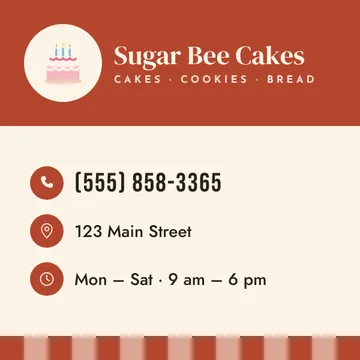 Sugar Bee Cakes
CAKES · COOKIES · BREAD
(555) 858-3365
123 Main Street
Mon – Sat · 9 am – 6 pm